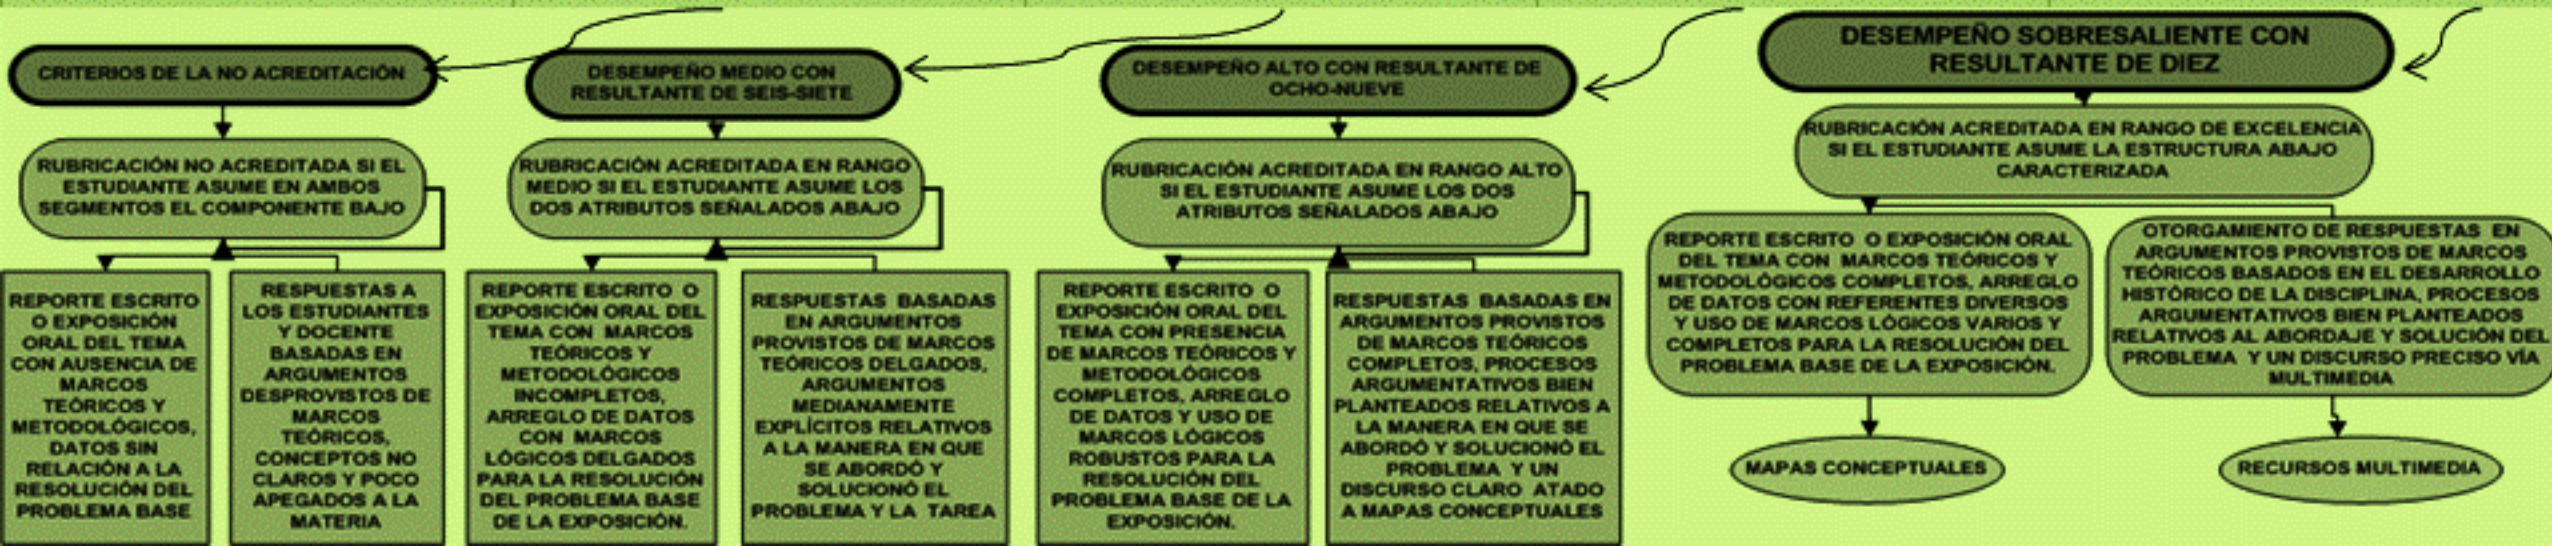 CRITERIOS DE LA NO ACREDITACIÓN
RUBRICACIÓN NO ACREDITADA SI EL
ESTUDIANTE ASUME EN AMBOS
SEGMENTOS EL COMPONENTE BAJO
REPORTE ESCRITO
O EXPOSICIÓN
ORAL DEL TEMA
CON AUSENCIA DE
MARCOS
TEÓRICOS Y
METODOLÓGICOS,
DATOS SIN
RELACIÓN A LA
RESOLUCIÓN DEL
PROBLEMA BASE
RESPUESTAS A
LOS ESTUDIANTES
Y DOCENTE
BASADAS EN
ARGUMENTOS
DESPROVISTOS DE
MARCOS
TEÓRICOS,
CONCEPTOS NO
CLAROS Y POCO
APEGADOS A LA
MATERIA
DESEMPEÑO MEDIO CON
RESULTANTE DE SEIS-SIETE
RUBRICACIÓN ACREDITADA EN RANGO
MEDIO SI EL ESTUDIANTE ASUME LOS
DOS ATRIBUTOS SEÑALADOS ABAJO
REPORTE ESCRITO O
EXPOSICIÓN ORAL DEL
TEMA CON MARCOS
TEÓRICOS Y
METODOLÓGICOS
INCOMPLETOS,
ARREGLO DE DATOS
CON MARCOS
LÓGICOS DELGADOS
PARA LA RESOLUCIÓN
DEL PROBLEMA BASE
DE LA EXPOSICIÓN.
RESPUESTAS BASADAS
EN ARGUMENTOS
PROVISTOS DE MARCOS
TEÓRICOS DELGADOS,
ARGUMENTOS
MEDIANAMENTE
EXPLÍCITOS RELATIVOS
A LA MANERA EN QUE
SE ABORDÓ Y
SOLUCIONÓ EL
PROBLEMA Y LA TAREA
DESEMPEÑO ALTO CON RESULTANTE DE
OCHO-NUEVE
RUBRICACIÓN ACREDITADA EN RANGO ALTO
SI EL ESTUDIANTE ASUME LOS DOS
ATRIBUTOS SEÑALADOS ABAJO
REPORTE ESCRITO O
EXPOSICIÓN ORAL DEL
TEMA CON PRESENCIA
DE MARCOS TEÓRICOS Y
METODOLÓGICOS
COMPLETOS, ARREGLO
DE DATOS Y USO DE
MARCOS LÓGICOS
ROBUSTOS PARA LA
RESOLUCIÓN DEL
PROBLEMA BASE DE LA
EXPOSICIÓN.
RESPUESTAS BASADAS EN
ARGUMENTOS PROVISTOS
DE MARCOS TEÓRICOS
COMPLETOS, PROCESOS
ARGUMENTATIVOS BIEN
PLANTEADOS RELATIVOS A
LA MANERA EN QUE SE
ABORDÓ Y SOLUCIONÓ EL
PROBLEMA Y UN
DISCURSO CLARO ATADO
A MAPAS CONCEPTUALES
DESEMPEÑO SOBRESALIENTE CON
RESULTANTE DE DIEZ
RUBRICACIÓN ACREDITADA EN RANGO DE EXCELENCIA
SI EL ESTUDIANTE ASUME LA ESTRUCTURA ABAJO
CARACTERIZADA
REPORTE ESCRITO O EXPOSICIÓN ORAL
DEL TEMA CON MARCOS TEÓRICOS Y
METODOLÓGICOS COMPLETOS, ARREGLO
DE DATOS CON REFERENTES DIVERSOS
Y USO DE MARCOS LÓGICOS VARIOS Y
COMPLETOS PARA LA RESOLUCIÓN DEL
PROBLEMA BASE DE LA EXPOSICIÓN.
MAPAS CONCEPTUALES
OTORGAMIENTO DE RESPUESTAS EN
ARGUMENTOS PROVISTOS DE MARCOS
TEÓRICOS BASADOS EN EL DESARROLLO
HISTÓRICO DE LA DISCIPLINA, PROCESOS
ARGUMENTATIVOS BIEN PLANTEADOS
RELATIVOS AL ABORDAJE Y SOLUCIÓN DEL
PROBLEMA Y UN DISCURSO PRECISO VÍA
MULTIMEDIA
RECURSOS MULTIMEDIA